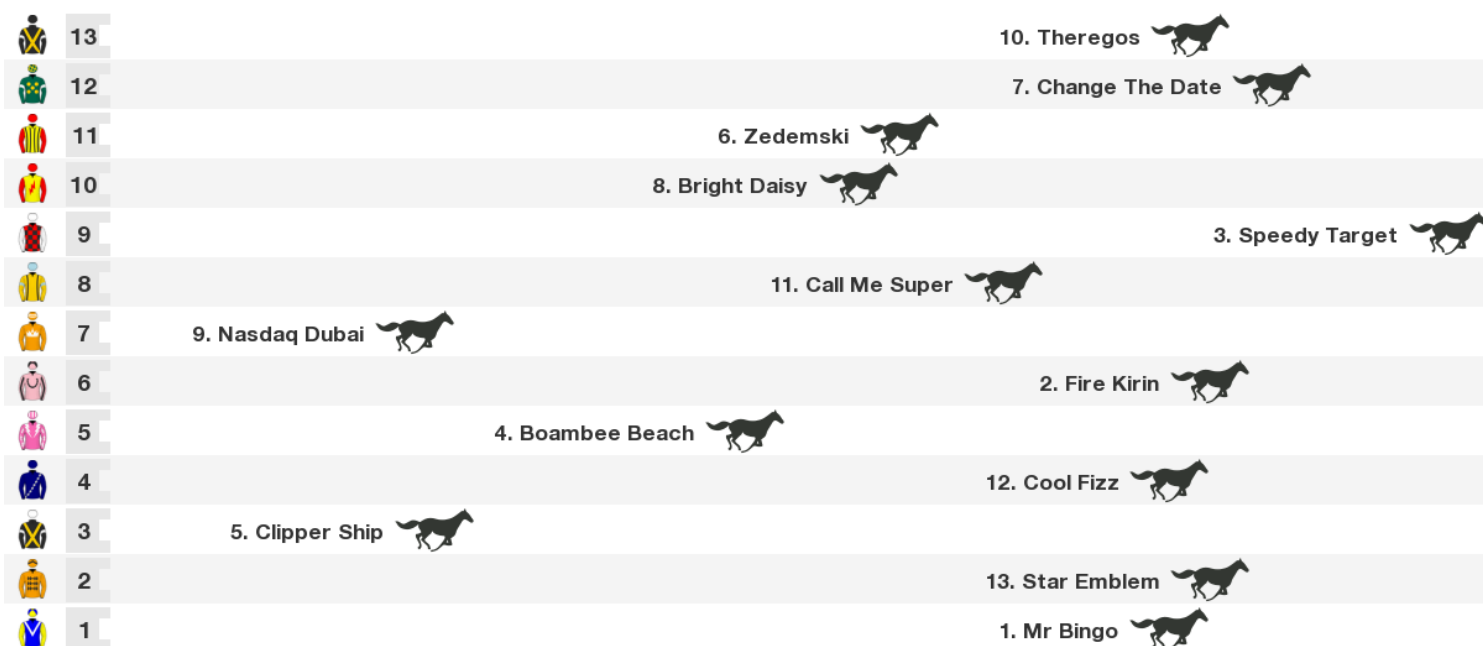 13 10. Theregos
12 7. Change The Date
11 6. Zedemski
10 8. Bright Daisy
9 3. Speedy Target
8 11. Call Me Super
7 9. Nasdaq Dubai
6 2. Fire Kirin
5 4. Boambee Beach
4 12. Cool Fizz
3 5. Clipper Ship
2 13. Star Emblem
1 1. Mr Bingo